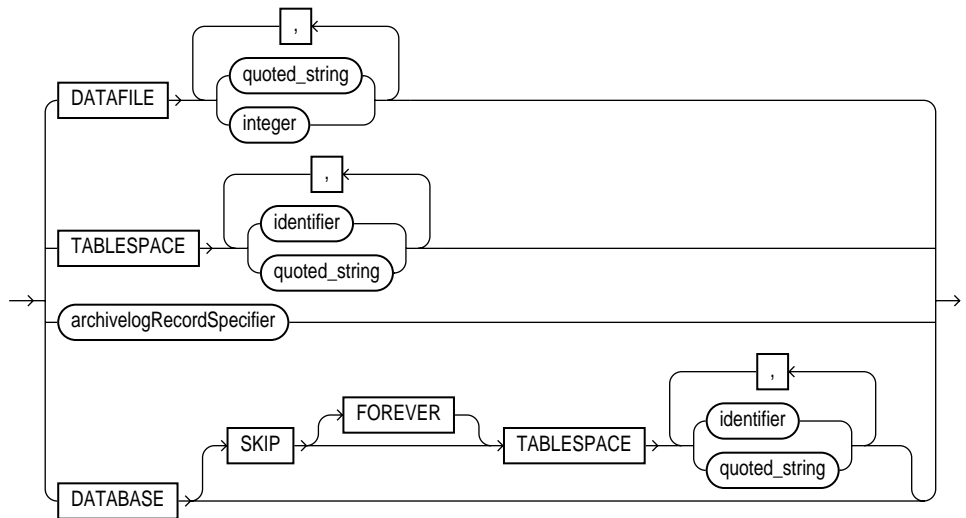 ,
quoted_string
DATAFILE
integer
,
identifier
TABLESPACE
quoted_string
archivelogRecordSpecifier
,
FOREVER
identifier
SKIP
TABLESPACE
quoted_string
DATABASE